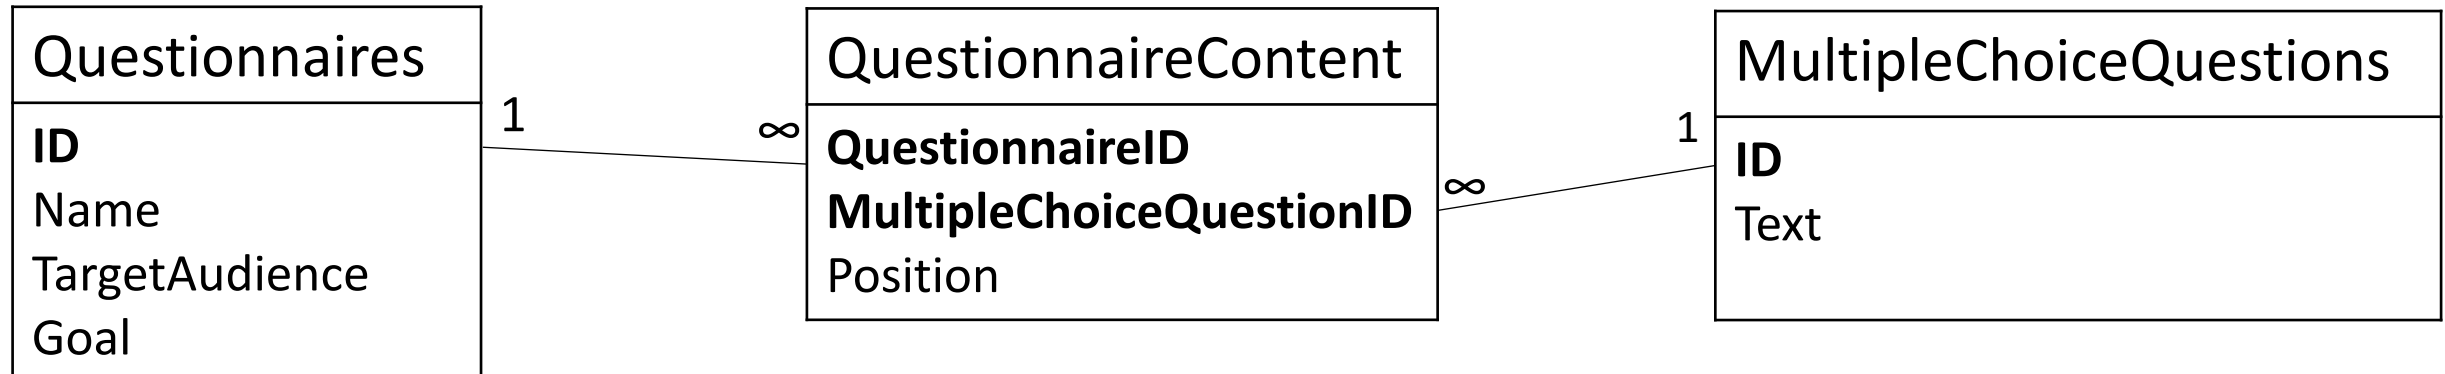 Questionnaires
ID
Name
TargetAudience
Goal
1
∞
QuestionnaireContent
QuestionnaireID
MultipleChoiceQuestionID
Position
∞
1
MultipleChoiceQuestions
ID
Text